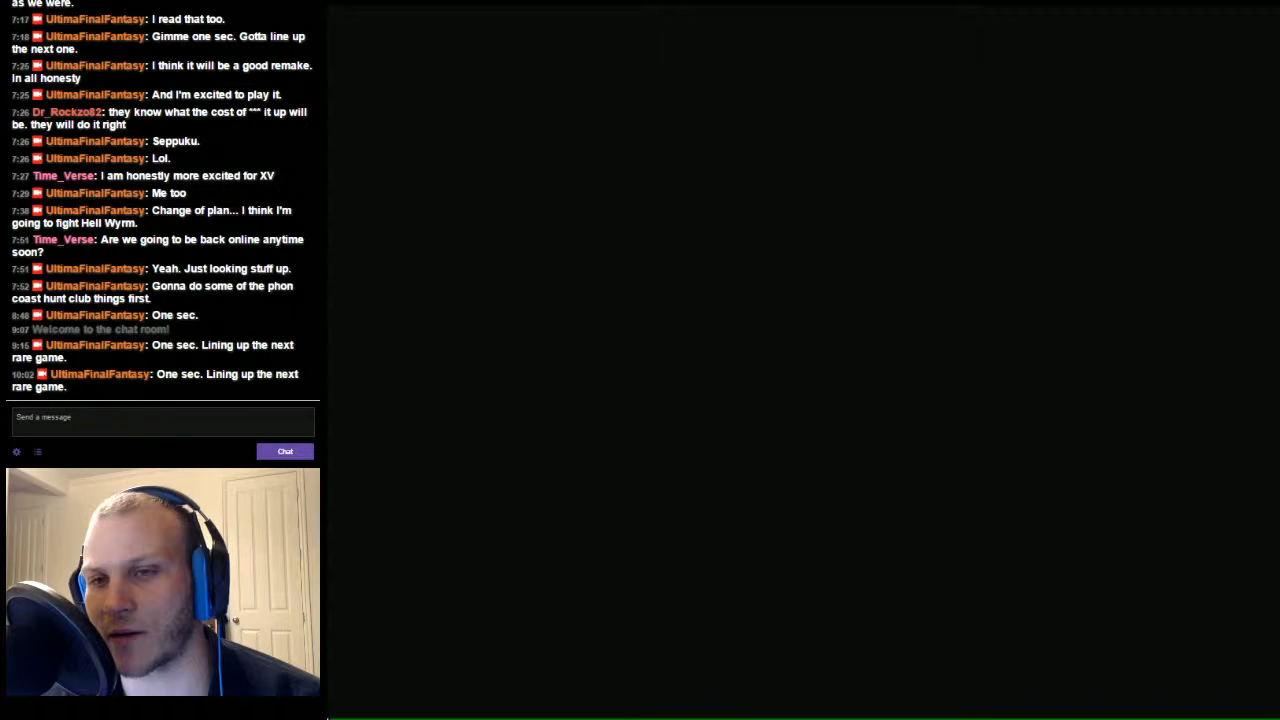 as we were.
7:17 UltimaFinalFantasy: I read that too.
7:18 UltimaFinalFantasy: Gimme one sec. Gotta line up
the next one.
7:25 UltimaFinalFantasy: I think it will be a good remake.
In all honesty
7:25 UltimaFinalFantasy: And I'm excited to play it.
7:26 Dr_Rockzo82: they know what the cost of *** it up will
be. they will do it right
7:26 UltimaFinalFantasy: Seppuku.
7:26 UltimaFinalFantasy: Lol.
7:27 Time_Verse: I am honestly more excited for XV
7:29 UltimaFinalFantasy: Me too
7:38 UltimaFinalFantasy: Change of plan... I think I'm
going to fight Hell Wyrm.
7:51 Time_Verse: Are we going to be back online anytime
soon?
7:51 UltimaFinalFantasy: Yeah. Just looking stuff up.
7:52 UltimaFinalFantasy: Gonna do some of the phon
coast hunt club things first.
8:48 UltimaFinalFantasy: One sec.
9:07 Welcome to the chat room!
9:15 UltimaFinalFantasy: One sec. Lining up the next
rare game.
10:02 UltimaFinalFantasy: One sec. Lining up the next
rare game.
Send a message
Chat